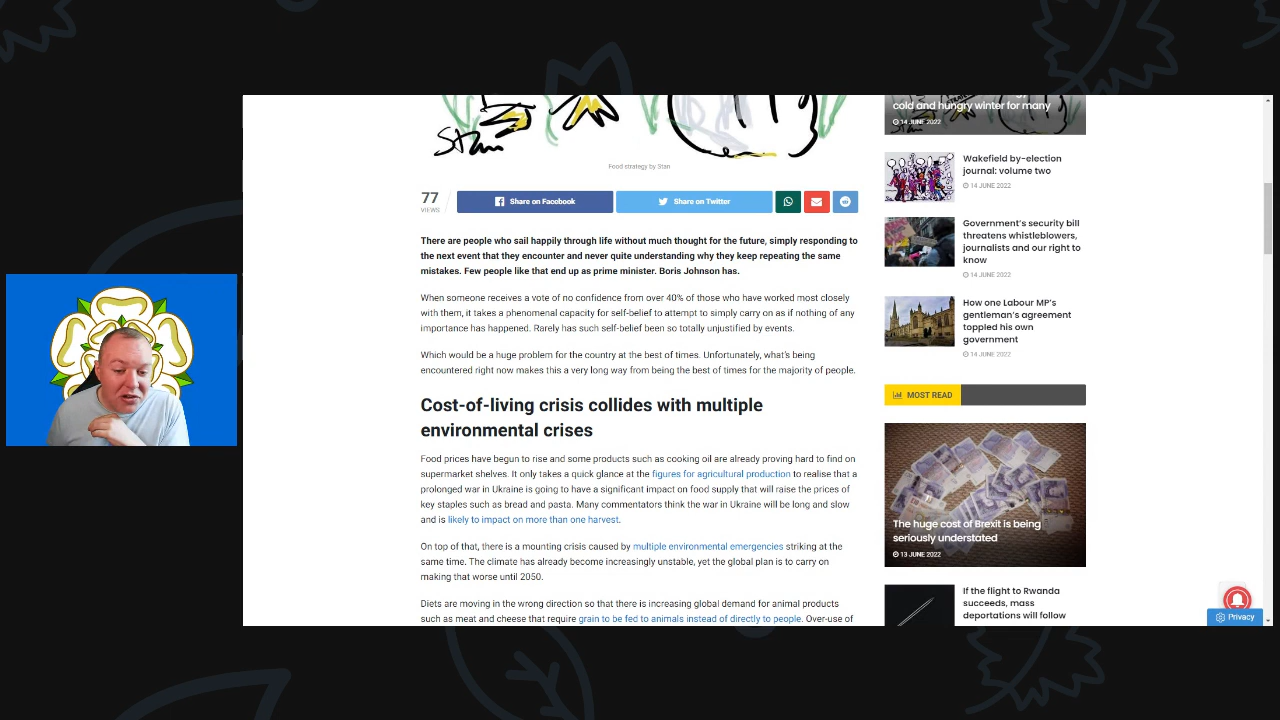 Stan
Food strategy by Stan
77
VIEWS
Share on Facebook
Share on Twitter
There are people who sail happily through life without much thought for the future, simply responding to
the next event that they encounter and never quite understanding why they keep repeating the same
mistakes. Few people like that end up as prime minister. Boris Johnson has.
When someone receives a vote of no confidence from over 40% of those who have worked most closely
with them, it takes a phenomenal capacity for self-belief to attempt to simply carry on as if nothing of any
importance has happened. Rarely has such self-belief been so totally unjustified by events.
Which would be a huge problem for the country at the best of times. Unfortunately, what's being
encountered right now makes this a very long way from being the best of times for the majority of people.
Cost-of-living crisis collides with multiple
environmental crises
Food prices have begun to rise and some products such as cooking oil are already proving hard to find on
supermarket shelves. It only takes a quick glance at the figures for agricultural production to realise that a
prolonged war in Ukraine is going to have a significant impact on food supply that will raise the prices of
key staples such as bread and pasta. Many commentators think the war in Ukraine will be long and slow
and is likely to impact on more than one harvest.
On top of that, there is a mounting crisis caused by multiple environmental emergencies striking at the
same time. The climate has already become increasingly unstable, yet the global plan is to carry on
making that worse until 2050.
Diets are moving in the wrong direction so that there is increasing global demand for animal products
such as meat and cheese that require grain to be fed to animals instead of directly to people. Over-use of
cold and hungry winter for many
14 JUNE 2022
Wakefield by-election
journal: volume two
14 JUNE 2022
Government's security bill
threatens whistleblowers,
journalists and our right to
know
14 JUNE 2022
How one Labour MP's
gentleman's agreement
toppled his own
government
14 JUNE 2022
MOST READ
The huge cost of Brexit is being
seriously understated
13 JUNE 2022
If the flight to Rwanda
succeeds, mass
deportations will follow
Privacy